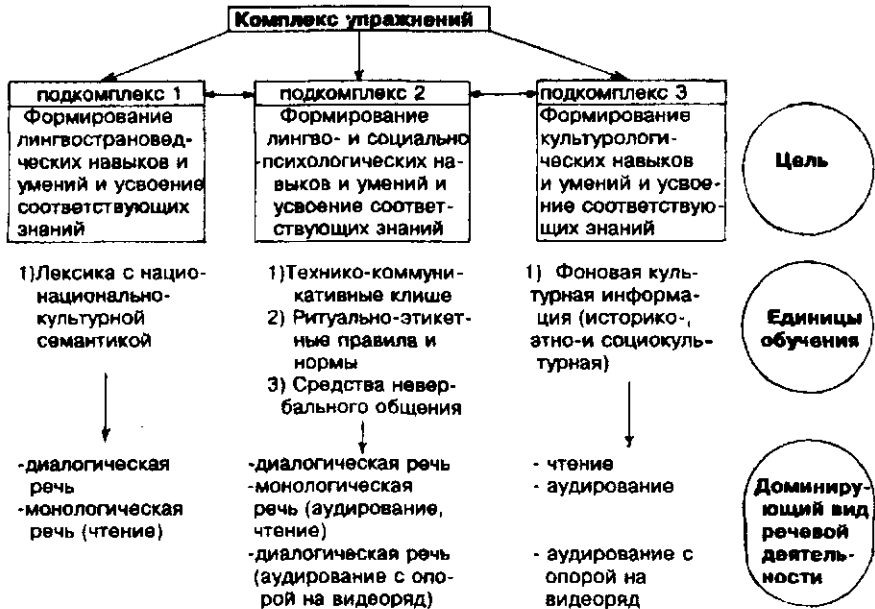 Комплекс упражнений
подкомплекс 1
Формирование
лингвострановед-
ческих навыков и
умений и усвоение
соответствующих
знаний
подкомплекс 2
Формирование
лингво- и социально
-психологических на-
выков и умений и
усвоение соответ-
ствующих знаний
подкомплекс 3
Формирование
культурологи-
ческих навыков
и умений и усвое-
ние соответствую-
щих знаний
Цель
1)Лексика с нацио-
национально-
культурной
семантикой
1)Технико-коммуни-
кативные клише
2) Ритуально-этикет-
ные правила и
нормы
3) Средства невер-
бального общения
1) Фоновая куль-
турная информа-
ция (историко-,
этно-и социокуль-
турная)
Единицы
обучения
-диалогическая
речь
-монологическая
речь (чтение)
-диалогическая речь
-монологическая
речь (аудирование,
чтение)
-диалогическая речь
(аудирование с опо-
рой на видеоряд)
- чтение
- аудирование
- аудирование с
опорой на
видеоряд
Доминирую-
щий вид
речевой
деятель-
ности